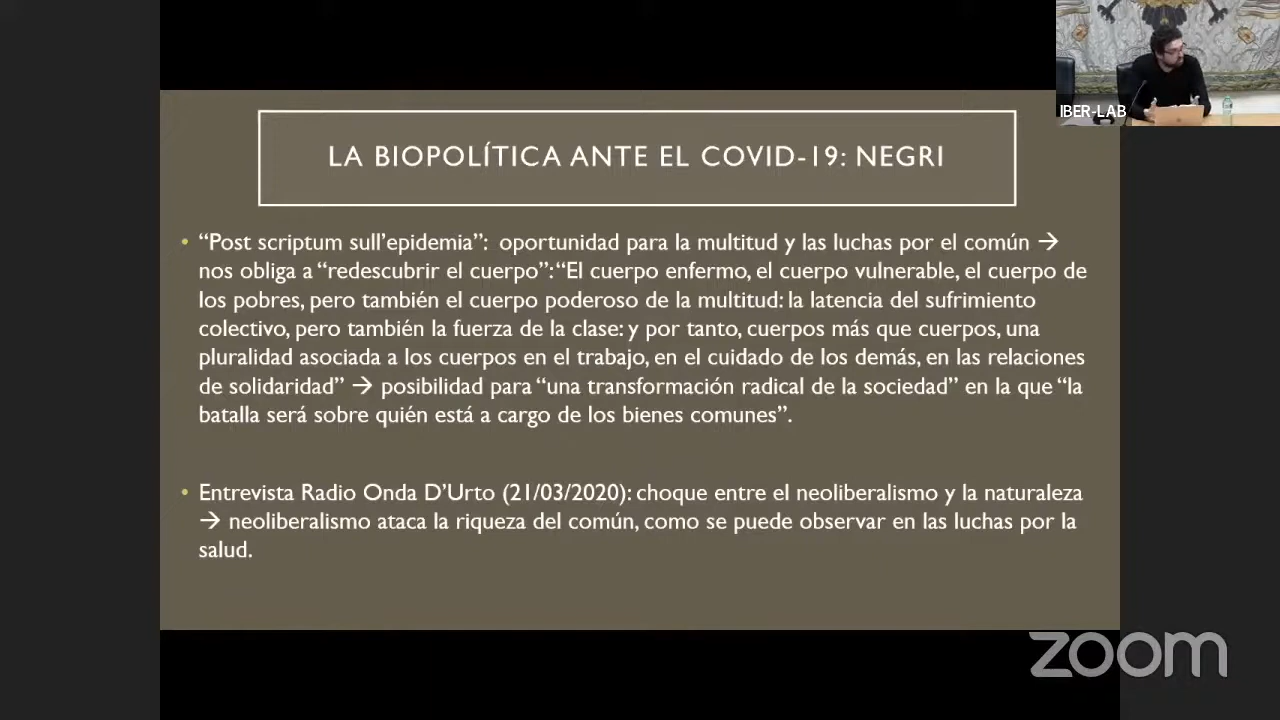 IBER-LAB
LA BIOPOLÍTICA ANTE EL COVID-19: NEGRI
• “Post scriptum sull’epidemia”: oportunidad para la multitud y las luchas por el común →
nos obliga a “redescubrir el cuerpo”: “El cuerpo enfermo, el cuerpo vulnerable, el cuerpo de
los pobres, pero también el cuerpo poderoso de la multitud: la latencia del sufrimiento
colectivo, pero también la fuerza de la clase: y por tanto, cuerpos más que cuerpos, una
pluralidad asociada a los cuerpos en el trabajo, en el cuidado de los demás, en las relaciones
de solidaridad” → posibilidad para “una transformación radical de la sociedad” en la que “la
batalla será sobre quién está a cargo de los bienes comunes”.
• Entrevista Radio Onda D’Urto (21/03/2020): choque entre el neoliberalismo y la naturaleza
→ neoliberalismo ataca la riqueza del común, como se puede observar en las luchas por la
salud.
zoom